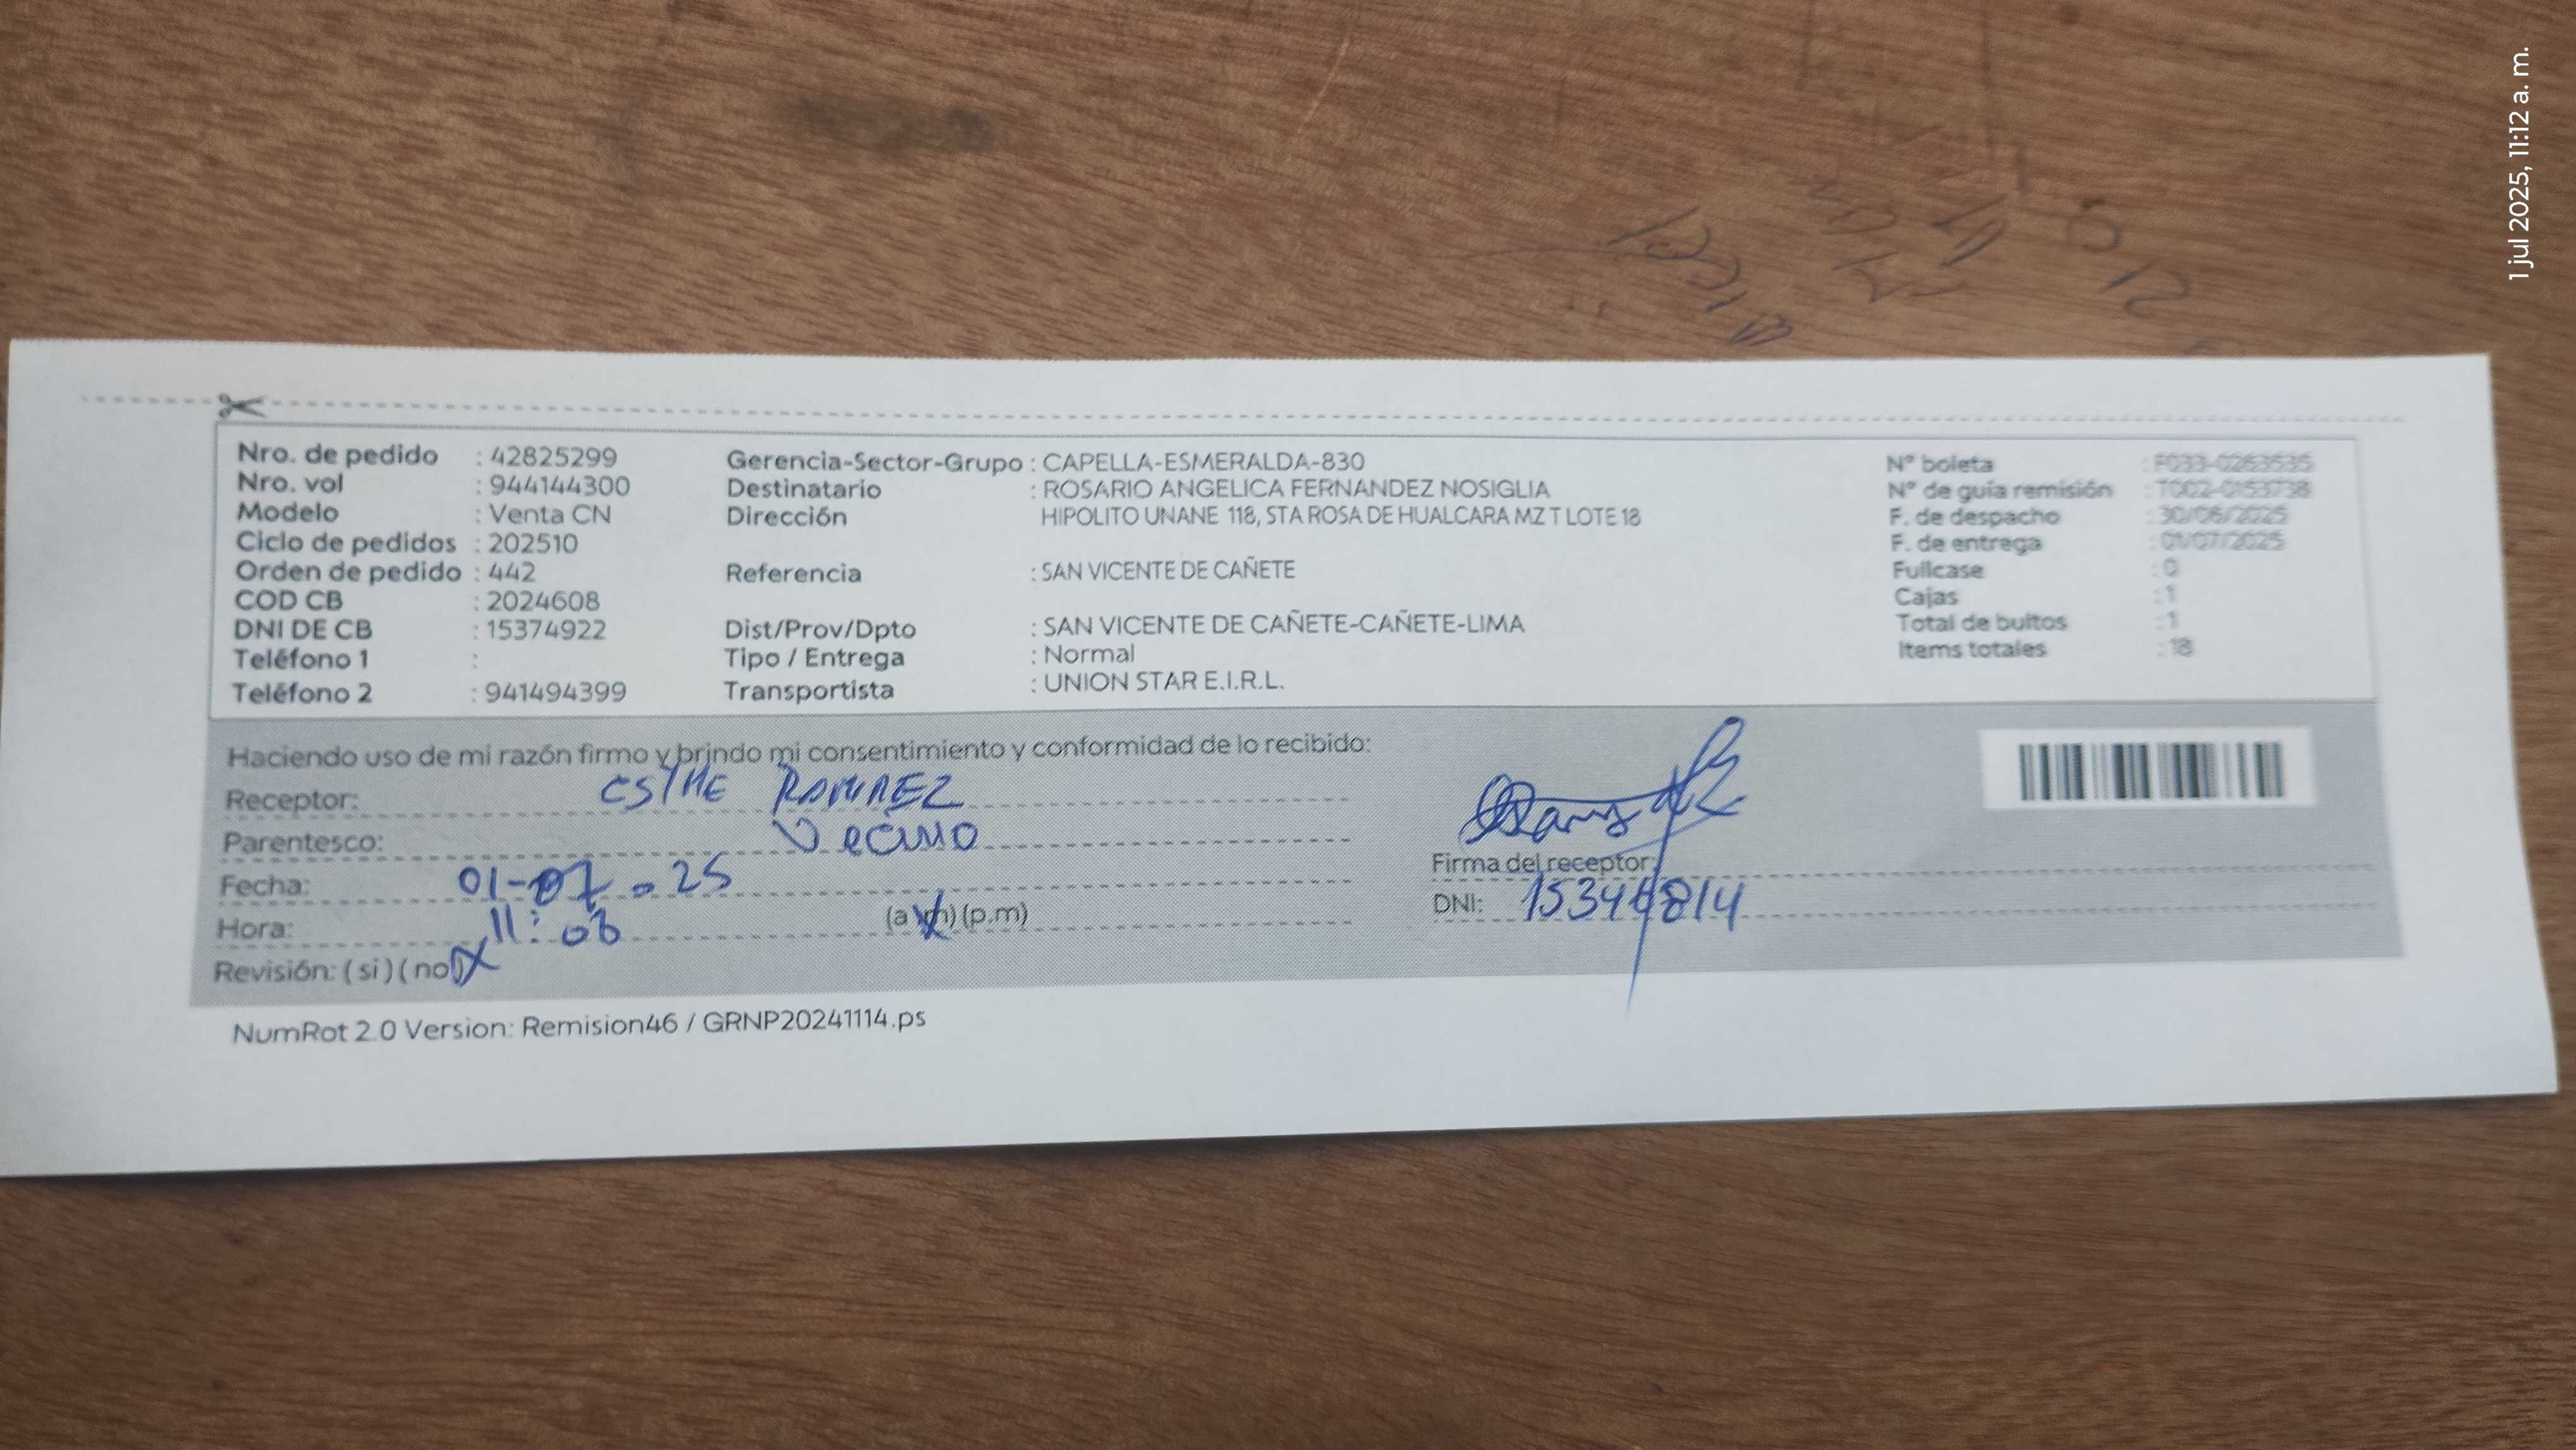 1 jul 2025, 11:12 a. m.
Nro. de pedido : 42825299
Nro. vol : 944144300
Modelo : Venta CN
Ciclo de pedidos : 202510
Orden de pedido : 442
COD CB : 2024608
DNI DE CB : 15374922
Teléfono 1 :
Teléfono 2 : 941494399
Gerencia-Sector-Grupo : CAPELLA-ESMERALDA-830
Destinatario : ROSARIO ANGELICA FERNANDEZ NOSIGLIA
Dirección HIPOLITO UNANE 118, STA ROSA DE HUALCARA MZ T LOTE 18
Referencia : SAN VICENTE DE CAÑETE
Dist/Prov/Dpto : SAN VICENTE DE CAÑETE-CAÑETE-LIMA
Tipo / Entrega : Normal
Transportista : UNION STAR E.I.R.L.
N° boleta : F033-0263535
N° de guía remisión : T002-0153738
F. de despacho : 30/06/2025
F. de entrega : 01/07/2025
Fullcase : 0
Cajas : 1
Total de bultos : 1
Items totales : 18
Haciendo uso de mi razón firmo y brindo mi consentimiento y conformidad de lo recibido:
Receptor: RAMIREZ
Parentesco: Vecino
Fecha: 01-07-25
Hora: 11:06 (a.m) (p.m)
Revisión: (si) (no) X
Firma del receptor:
DNI:
NumRot 2.0 Version: Remision46 / GRNP20241114.ps